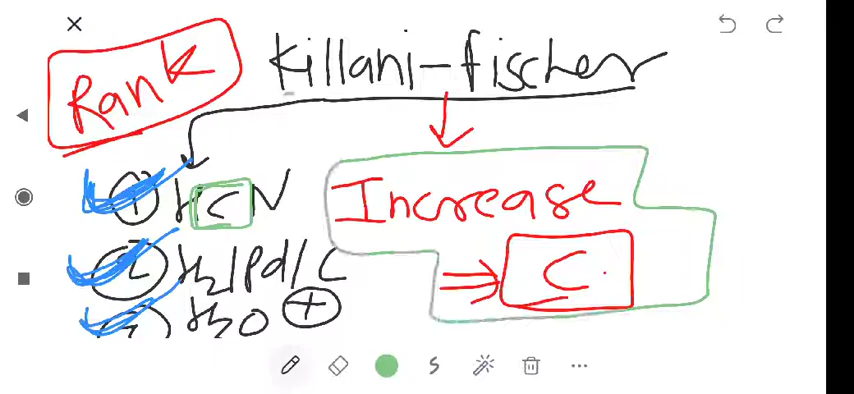 Rank
Killani-fischer
① HCN
Increase
② H2/Pd/C
⇒ C.
③ H3O⊕
S